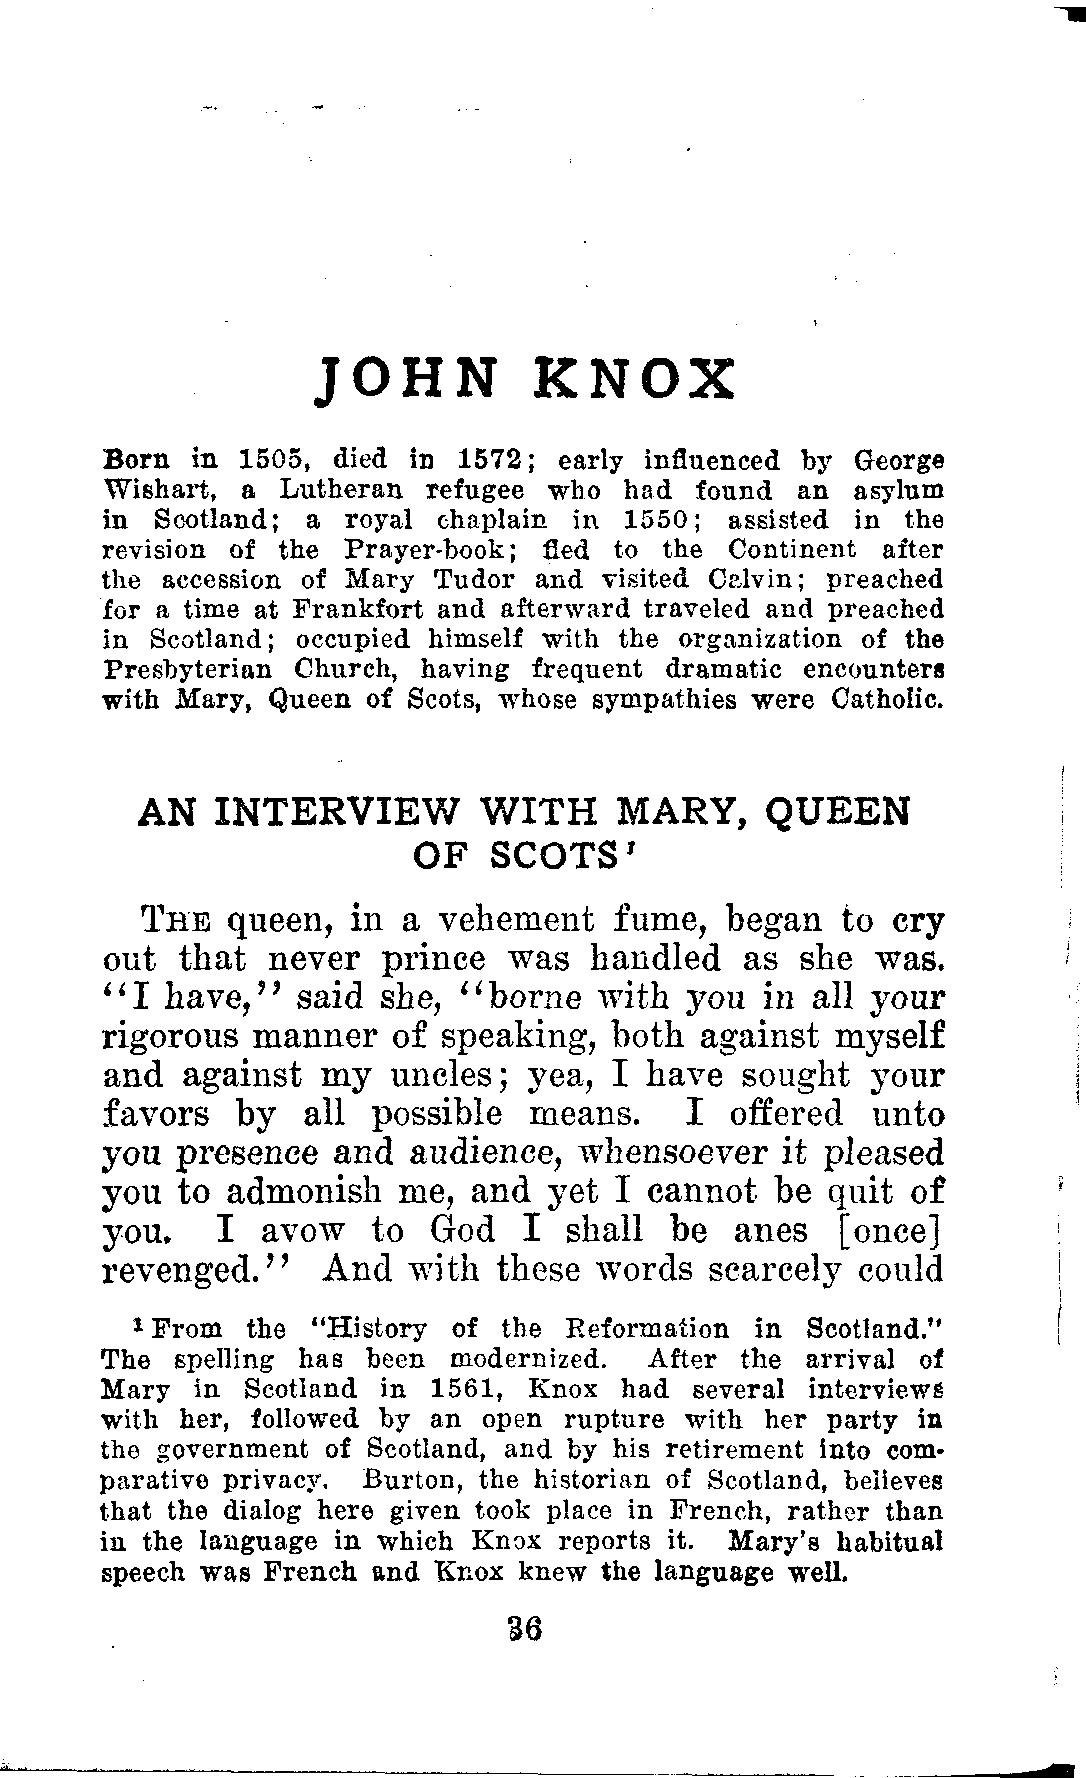 JOHN KNOX
Born in 1505, died in 1572; early influenced by George
Wishart, a Lutheran refugee who had found an asylum
in Scotland; a royal chaplain in 1550; assisted in the
revision of the Prayer-book; fled to the Continent after
the accession of Mary Tudor and visited Calvin; preached
for a time at Frankfort and afterward traveled and preached
in Scotland; occupied himself with the organization of the
Presbyterian Church, having frequent dramatic encounters
with Mary, Queen of Scots, whose sympathies were Catholic.
AN INTERVIEW WITH MARY, QUEEN
OF SCOTS¹
THE queen, in a vehement fume, began to cry
out that never prince was handled as she was.
"I have," said she, "borne with you in all your
rigorous manner of speaking, both against myself
and against my uncles; yea, I have sought your
favors by all possible means. I offered unto
you presence and audience, whensoever it pleased
you to admonish me, and yet I cannot be quit of
you. I avow to God I shall be anes [once]
revenged." And with these words scarcely could
¹ From the "History of the Reformation in Scotland."
The spelling has been modernized. After the arrival of
Mary in Scotland in 1561, Knox had several interviews
with her, followed by an open rupture with her party in
the government of Scotland, and by his retirement into com-
parative privacy. Burton, the historian of Scotland, believes
that the dialog here given took place in French, rather than
in the language in which Knox reports it. Mary's habitual
speech was French and Knox knew the language well.
36